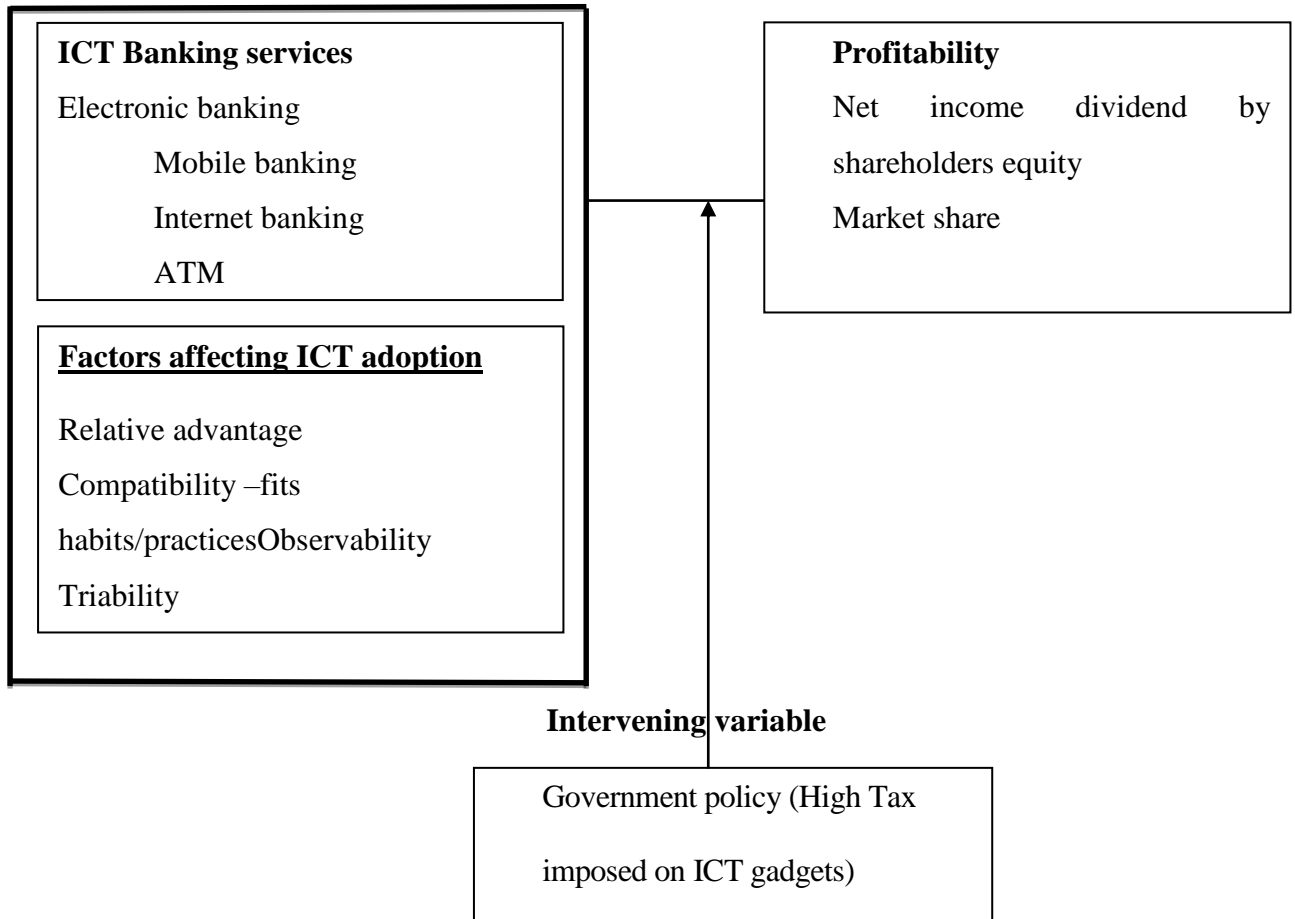 ICT Banking services
Electronic banking
Mobile banking
Internet banking
ATM
Factors affecting ICT adoption
Relative advantage
Compatibility –fits
habits/practicesObservability
Triability
Profitability
Net income dividend by
shareholders equity
Market share
Intervening variable
Government policy (High Tax
imposed on ICT gadgets)